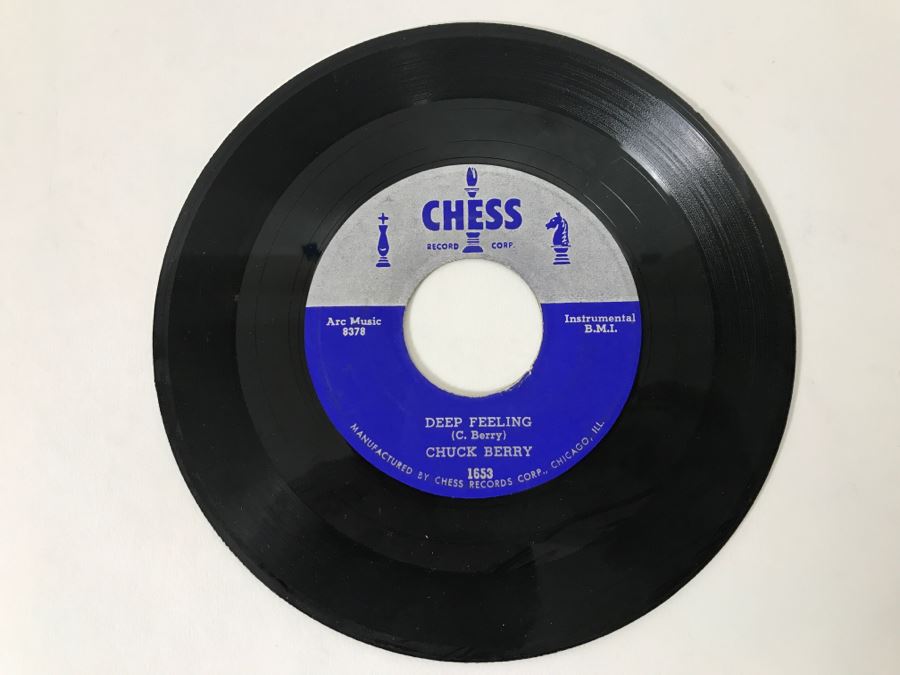 CHESS
RECORD CORP.
Arc Music
8378
Instrumental
B.M.I.
DEEP FEELING
(C. Berry)
CHUCK BERRY
1653
MANUFACTURED BY CHESS RECORDS CORP., CHICAGO, ILL.